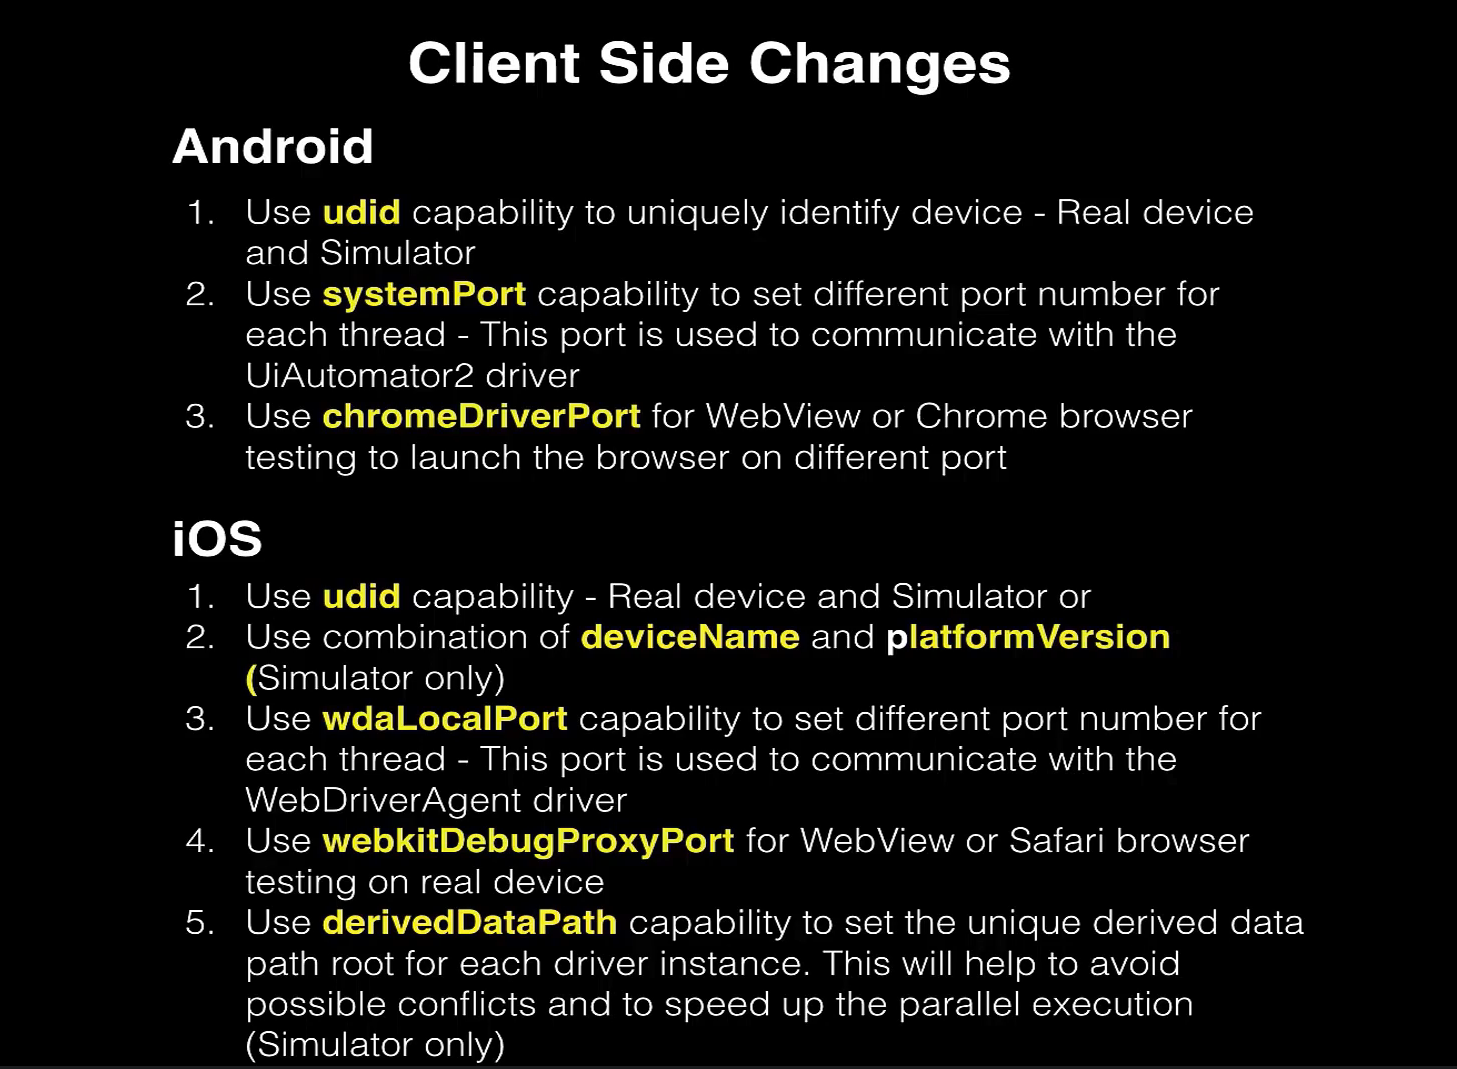 Client Side Changes
Android
1. Use udid capability to uniquely identify device - Real device
and Simulator
2. Use systemPort capability to set different port number for
each thread - This port is used to communicate with the
UiAutomator2 driver
3. Use chromeDriverPort for WebView or Chrome browser
testing to launch the browser on different port
iOS
1. Use udid capability - Real device and Simulator or
2. Use combination of deviceName and platformVersion
(Simulator only)
3. Use wdaLocalPort capability to set different port number for
each thread - This port is used to communicate with the
WebDriverAgent driver
4. Use webkitDebugProxyPort for WebView or Safari browser
testing on real device
5. Use derivedDataPath capability to set the unique derived data
path root for each driver instance. This will help to avoid
possible conflicts and to speed up the parallel execution
(Simulator only)